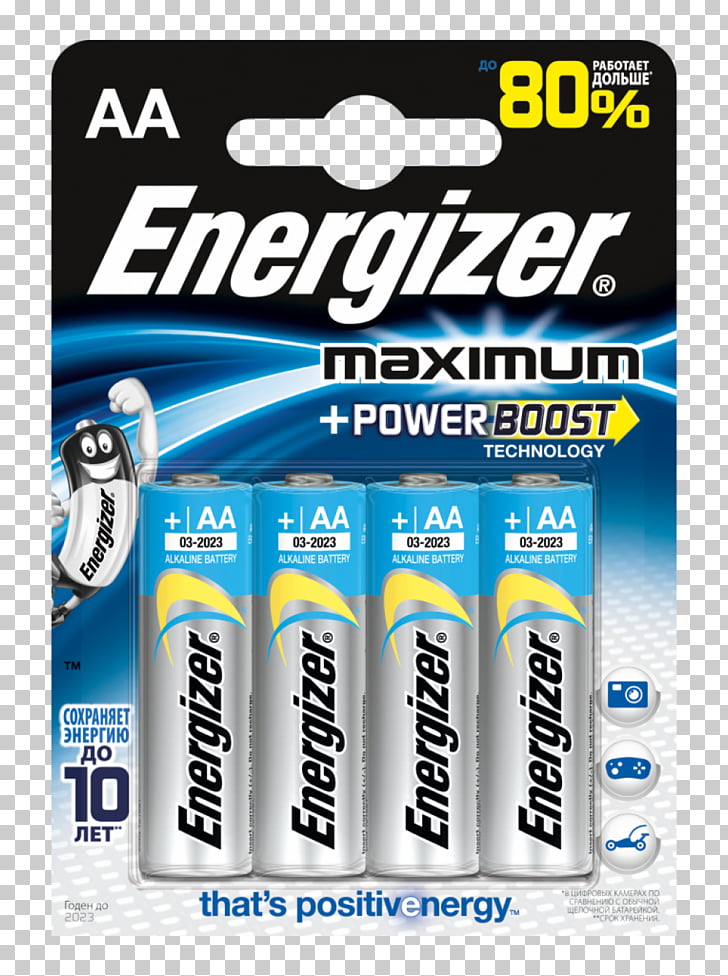 AA
ДО 80% РАБОТАЕТ ДОЛЬШЕ*
Energizer®
maximum
+POWER BOOST
TECHNOLOGY
Energizer
+ AA
03-2023
ALKALINE BATTERY
Energizer®
+ AA
03-2023
ALKALINE BATTERY
Energizer®
+ AA
03-2023
ALKALINE BATTERY
Energizer®
+ AA
03-2023
ALKALINE BATTERY
Energizer®
TM
СОХРАНЯЕТ
ЭНЕРГИЮ
ДО
10
ЛЕТ**
Годен до
2023
that's positivenergy™
*В ЦИФРОВЫХ КАМЕРАХ ПО
СРАВНЕНИЮ С ОБЫЧНОЙ
ЩЕЛОЧНОЙ БАТАРЕЙКОЙ.
**СРОК ХРАНЕНИЯ.